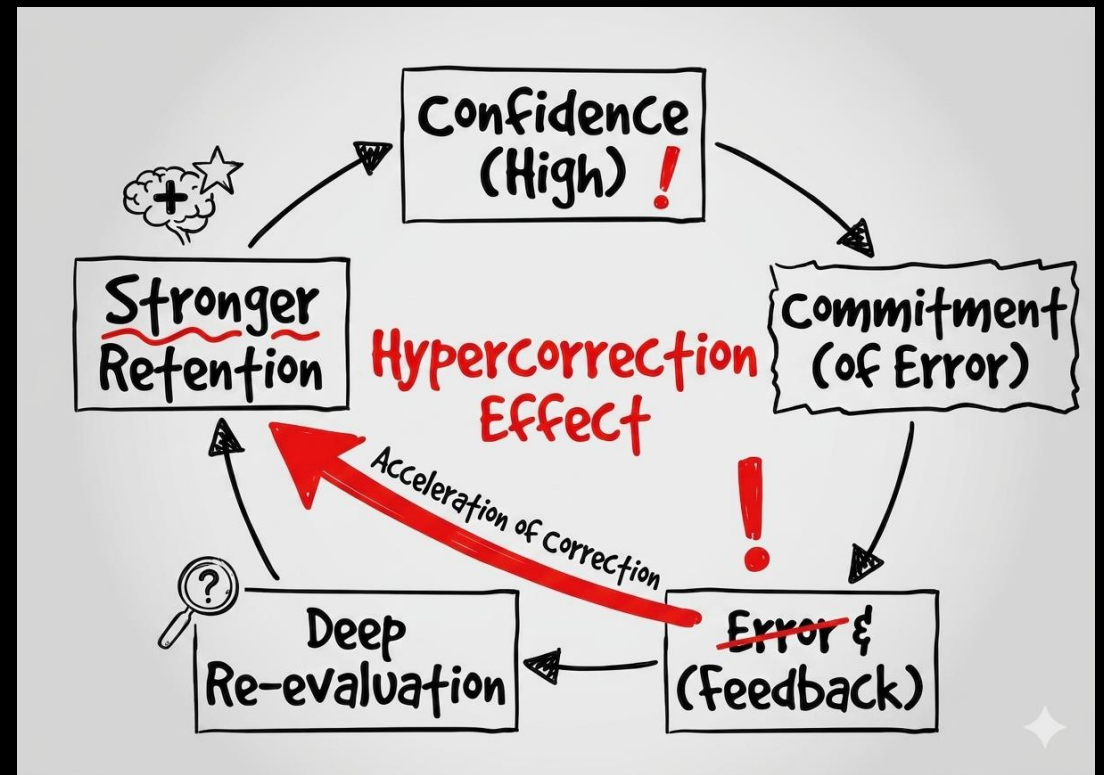 Confidence
(High) !
Stronger
Retention
Hypercorrection
Effect
Commitment
(of Error)
!
Acceleration of correction
?
Deep
Re-evaluation
Error &
(Feedback)